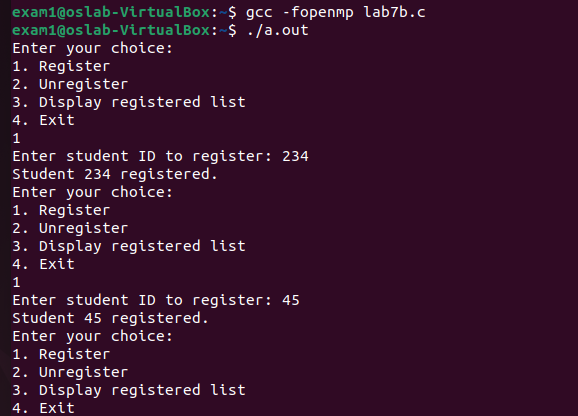 exam1@oslab-VirtualBox:~$ gcc -fopenmp lab7b.c
exam1@oslab-VirtualBox:~$ ./a.out
Enter your choice:
1. Register
2. Unregister
3. Display registered list
4. Exit
1
Enter student ID to register: 234
Student 234 registered.
Enter your choice:
1. Register
2. Unregister
3. Display registered list
4. Exit
1
Enter student ID to register: 45
Student 45 registered.
Enter your choice:
1. Register
2. Unregister
3. Display registered list
4. Exit